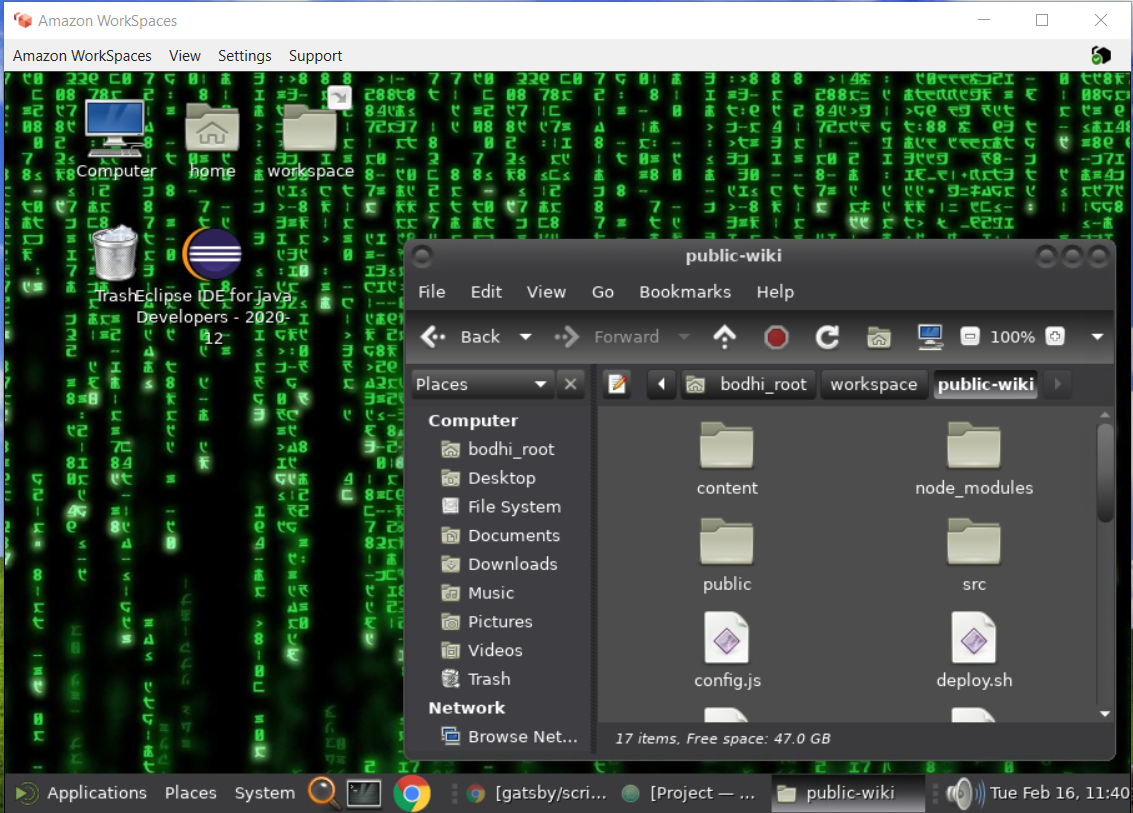 Amazon WorkSpaces
Amazon WorkSpaces View Settings Support
Computer
home
workspace
Trash
Eclipse IDE for Java
Developers - 2020-
12
public-wiki
File Edit View Go Bookmarks Help
Back Forward 100%
Places
bodhi_root workspace public-wiki
Computer
bodhi_root
Desktop
File System
Documents
Downloads
Music
Pictures
Videos
Trash
Network
Browse Net...
content
node_modules
public
src
config.js
deploy.sh
17 items, Free space: 47.0 GB
Applications Places System [gatsby/scri... [Project — ... public-wiki Tue Feb 16, 11:40